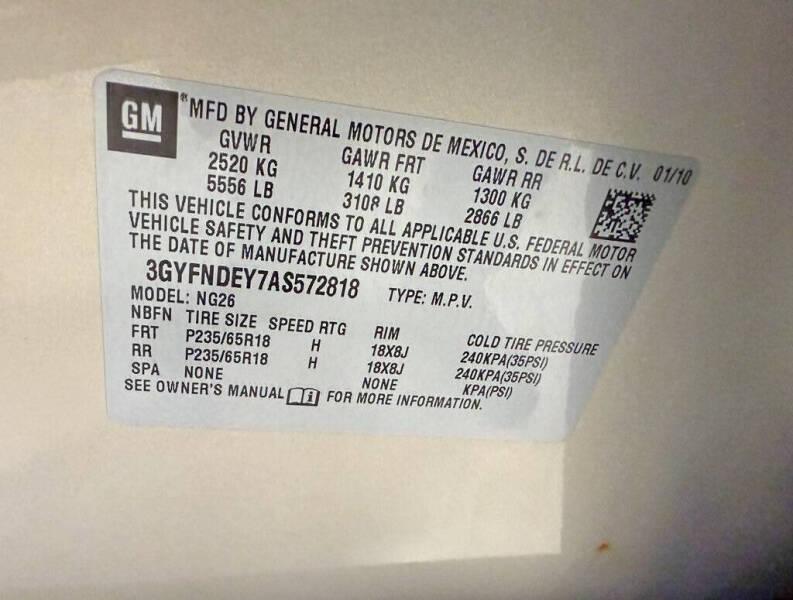 GM
MFD BY GENERAL MOTORS DE MEXICO, S. DE R.L. DE C.V. 01/10
GVWR GAWR FRT GAWR RR
2520 KG 1410 KG 1300 KG
5556 LB 3108 LB 2866 LB
THIS VEHICLE CONFORMS TO ALL APPLICABLE U.S. FEDERAL MOTOR
VEHICLE SAFETY AND THEFT PREVENTION STANDARDS IN EFFECT ON
THE DATE OF MANUFACTURE SHOWN ABOVE.
3GYFNDEY7AS572818 TYPE: M.P.V.
MODEL: NG26
NBFN TIRE SIZE SPEED RTG RIM COLD TIRE PRESSURE
FRT P235/65R18 H 18X8J 240KPA(35PSI)
RR P235/65R18 H 18X8J 240KPA(35PSI)
SPA NONE NONE KPA(PSI)
SEE OWNER'S MANUAL i FOR MORE INFORMATION.